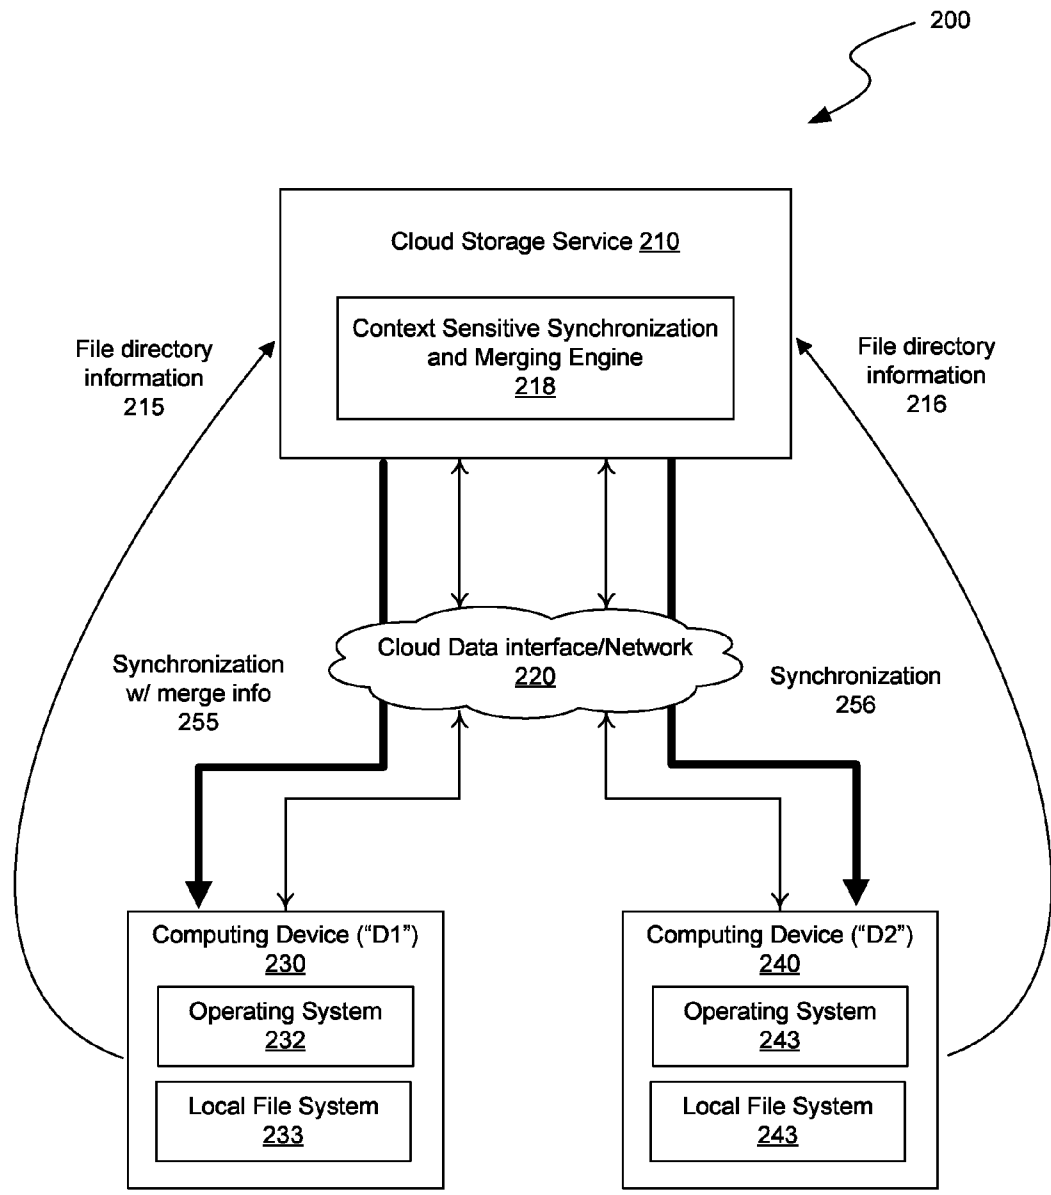 200
Cloud Storage Service 210
Context Sensitive Synchronization
and Merging Engine
218
File directory
information
215
File directory
information
216
Cloud Data interface/Network
220
Synchronization
w/ merge info
255
Synchronization
256
Computing Device (“D1”)
230
Operating System
232
Local File System
233
Computing Device (“D2”)
240
Operating System
243
Local File System
243